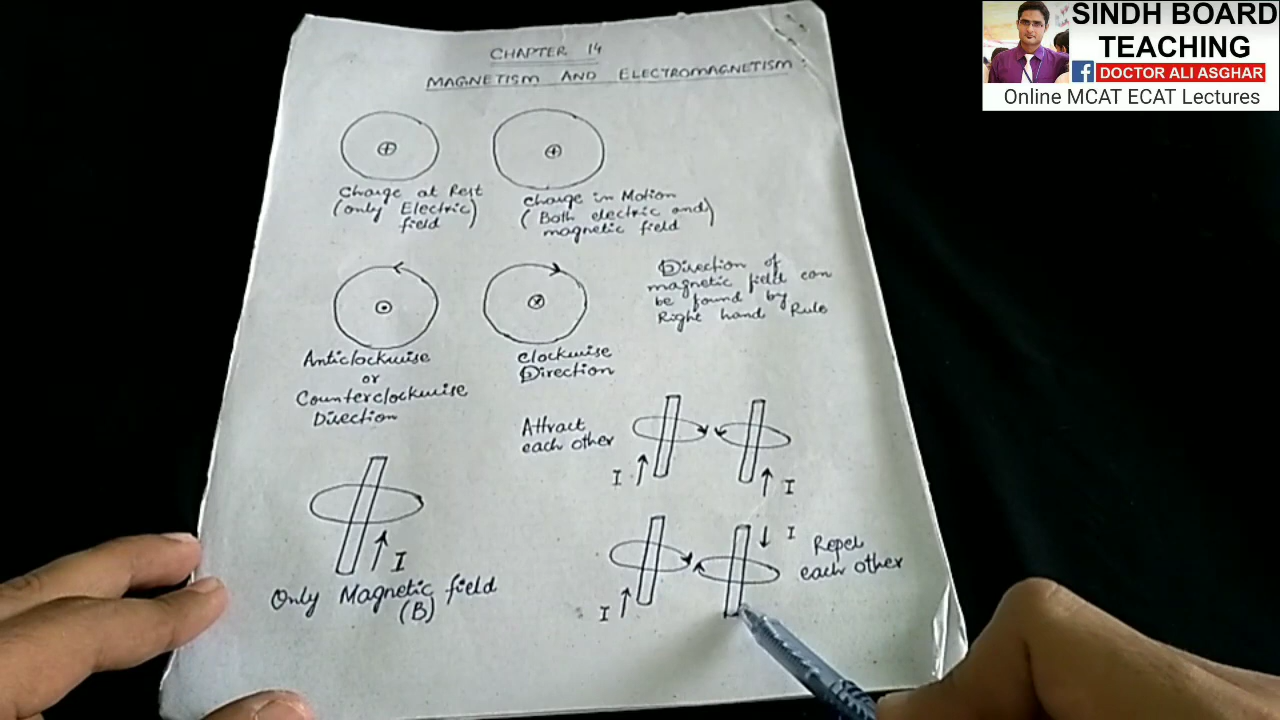 SINDH BOARD
TEACHING
DOCTOR ALI ASGHAR
Online MCAT ECAT Lectures
CHAPTER 14
MAGNETISM AND ELECTROMAGNETISM:
Charge at Rest
(only Electric)
field
Charge in Motion
(Both electric and)
magnetic field
Direction of
magnetic field can
be found by
Right hand Rule
Anticlockwise
or
Counterclockwise
Direction
Clockwise
Direction
Attract
each other
I
I
I
Only Magnetic field
(B)
I
Repel
each other
I